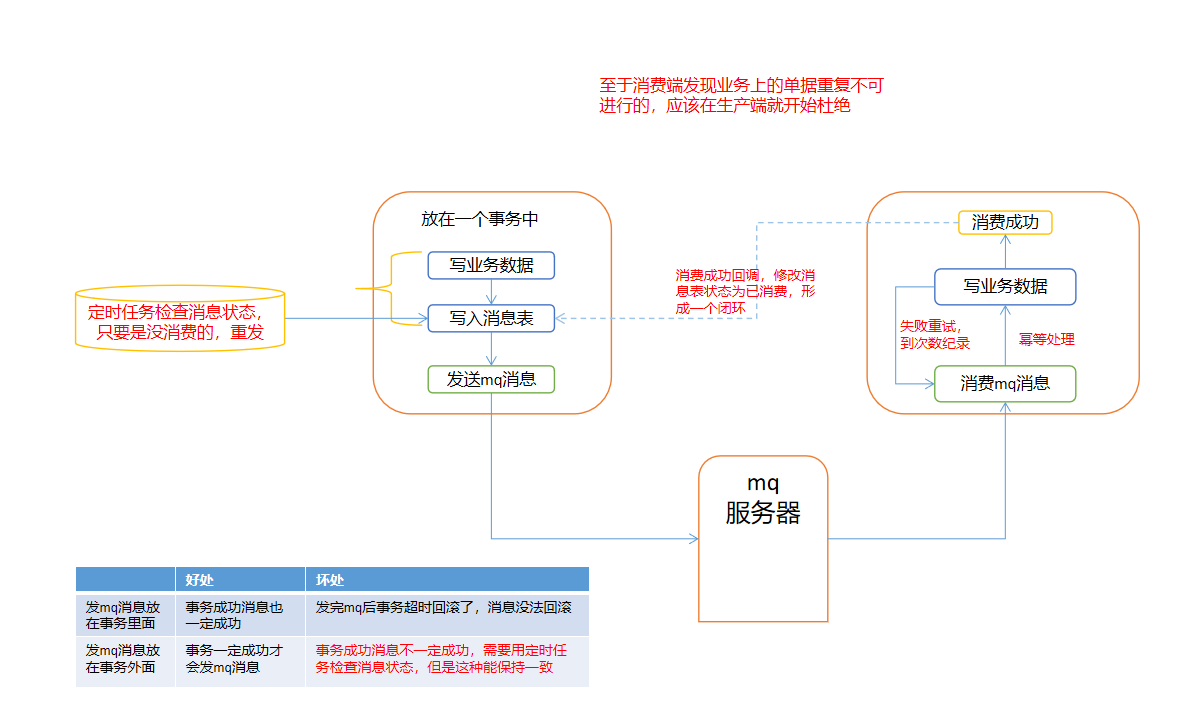 至于消费端发现业务上的单据重复不可
进行的，应该在生产端就开始杜绝
放在一个事务中
写业务数据
写入消息表
发送mq消息
定时任务检查消息状态，
只要是没消费的，重发
消费成功回调，修改消
息表状态为已消费，形
成一个闭环
消费成功
写业务数据
失败重试，
到次数纪录
幂等处理
消费mq消息
mq
服务器
好处
坏处
发mq消息放
在事务里面
事务成功消息也
一定成功
发完mq后事务超时回滚了，消息没法回滚
发mq消息放
在事务外面
事务一定成功才
会发mq消息
事务成功消息不一定成功，需要用定时任
务检查消息状态，但是这种能保持一致